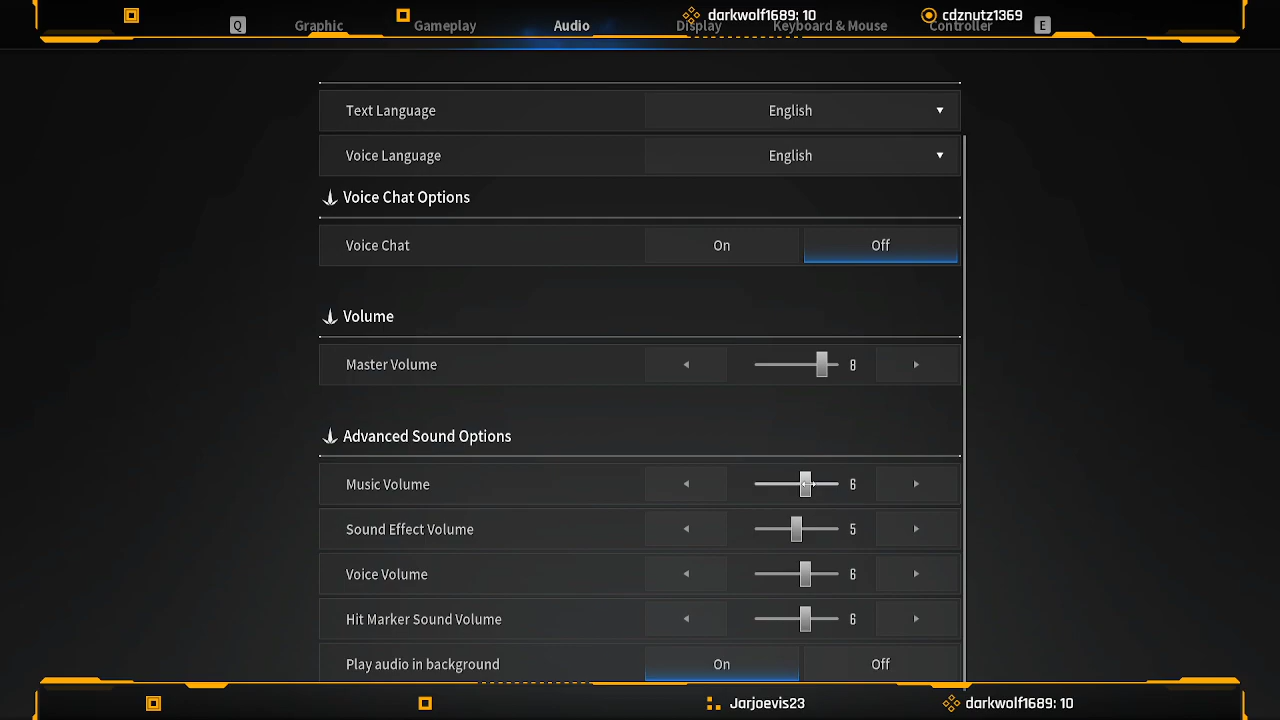 darkwolf1689: 10 cdznutz1369
Q Graphic Gameplay Audio Display Keyboard & Mouse Controller E
Text Language English
Voice Language English
Voice Chat Options
Voice Chat On Off
Volume
Master Volume 8
Advanced Sound Options
Music Volume 6
Sound Effect Volume 5
Voice Volume 6
Hit Marker Sound Volume 6
Play audio in background On Off
Jarjoevis23 darkwolf1689: 10